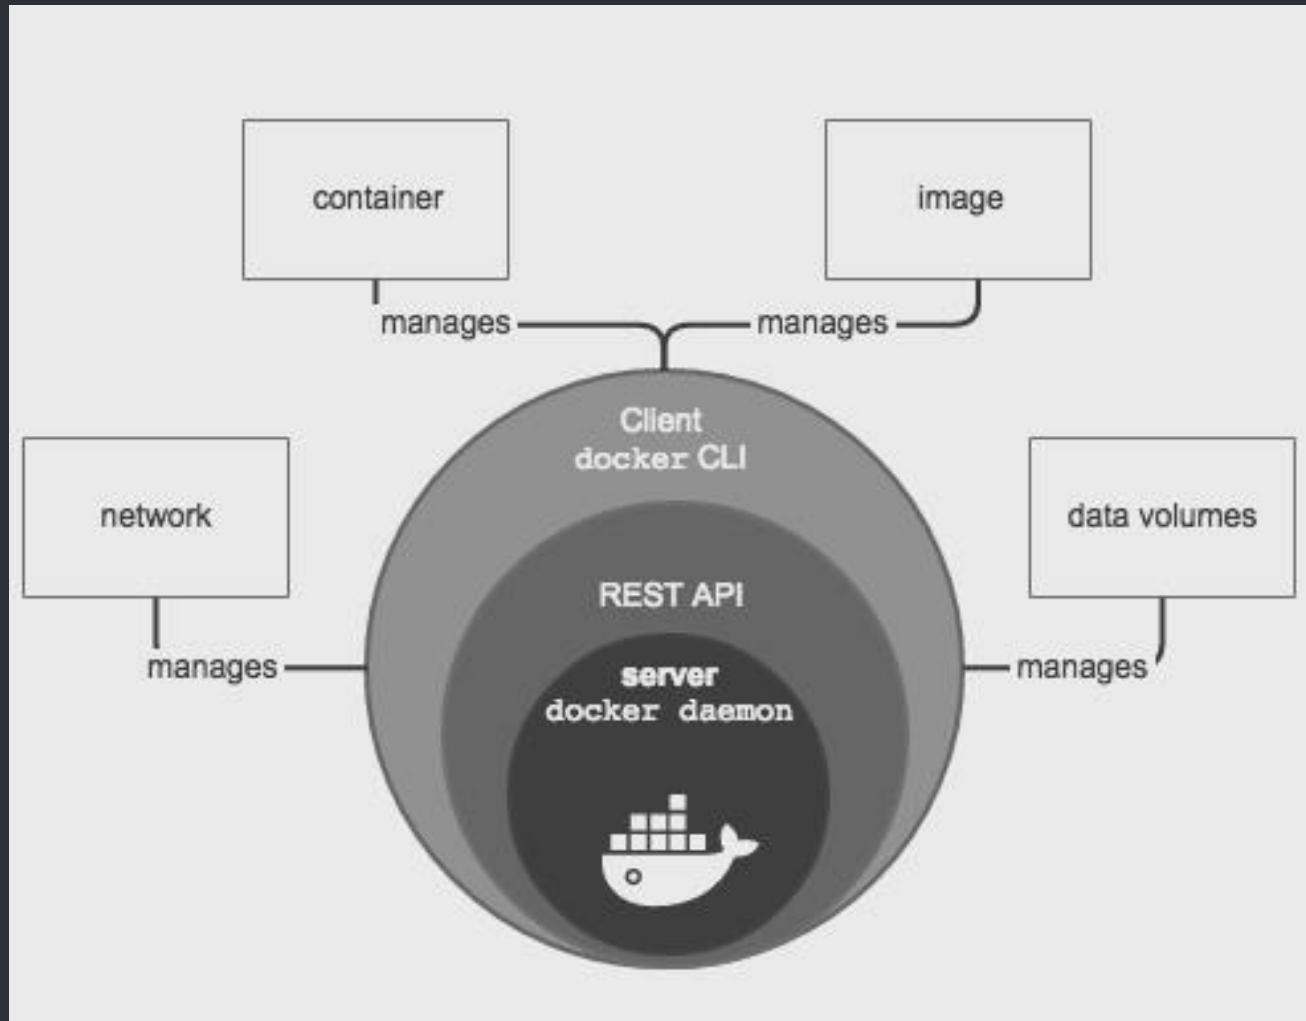 container
image
manages
manages
Client
docker CLI
network
data volumes
REST API
manages
server
manages
docker daemon